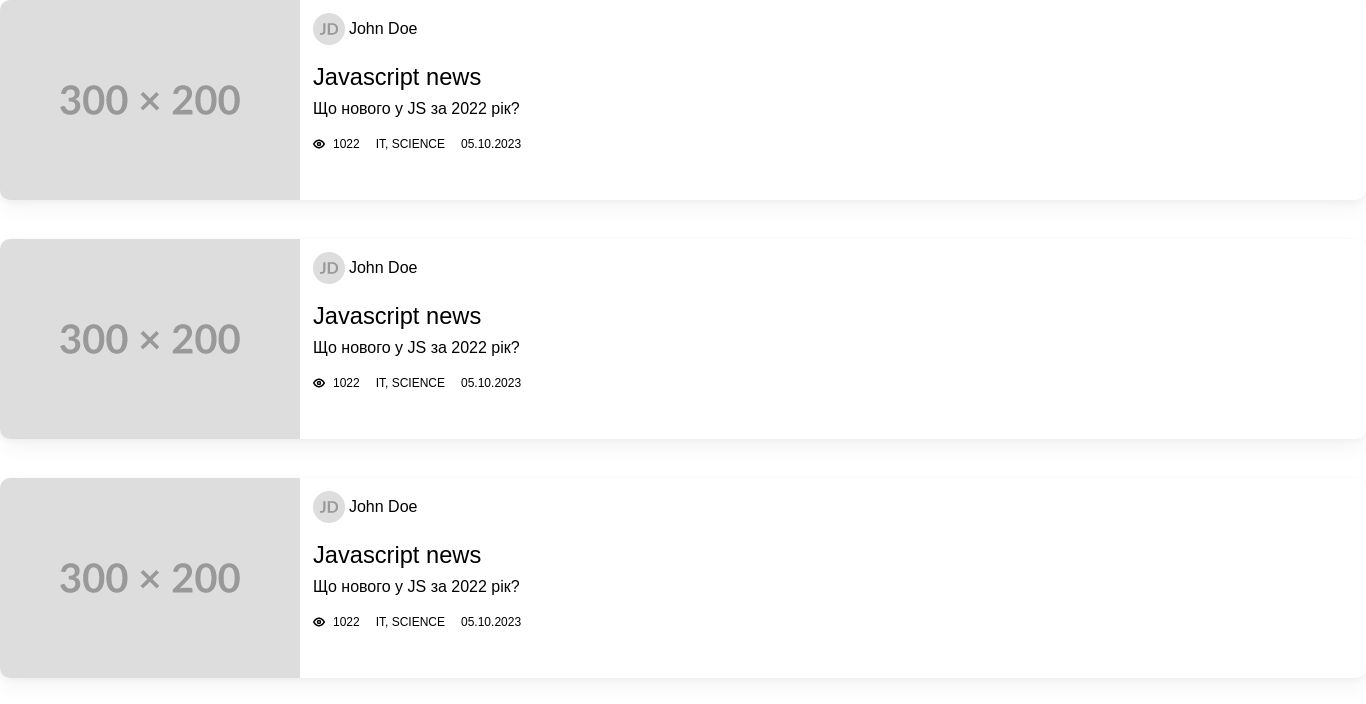 300 × 200
JD John Doe
Javascript news
Що нового у JS за 2022 рік?
1022 IT, SCIENCE 05.10.2023
300 × 200
JD John Doe
Javascript news
Що нового у JS за 2022 рік?
1022 IT, SCIENCE 05.10.2023
300 × 200
JD John Doe
Javascript news
Що нового у JS за 2022 рік?
1022 IT, SCIENCE 05.10.2023